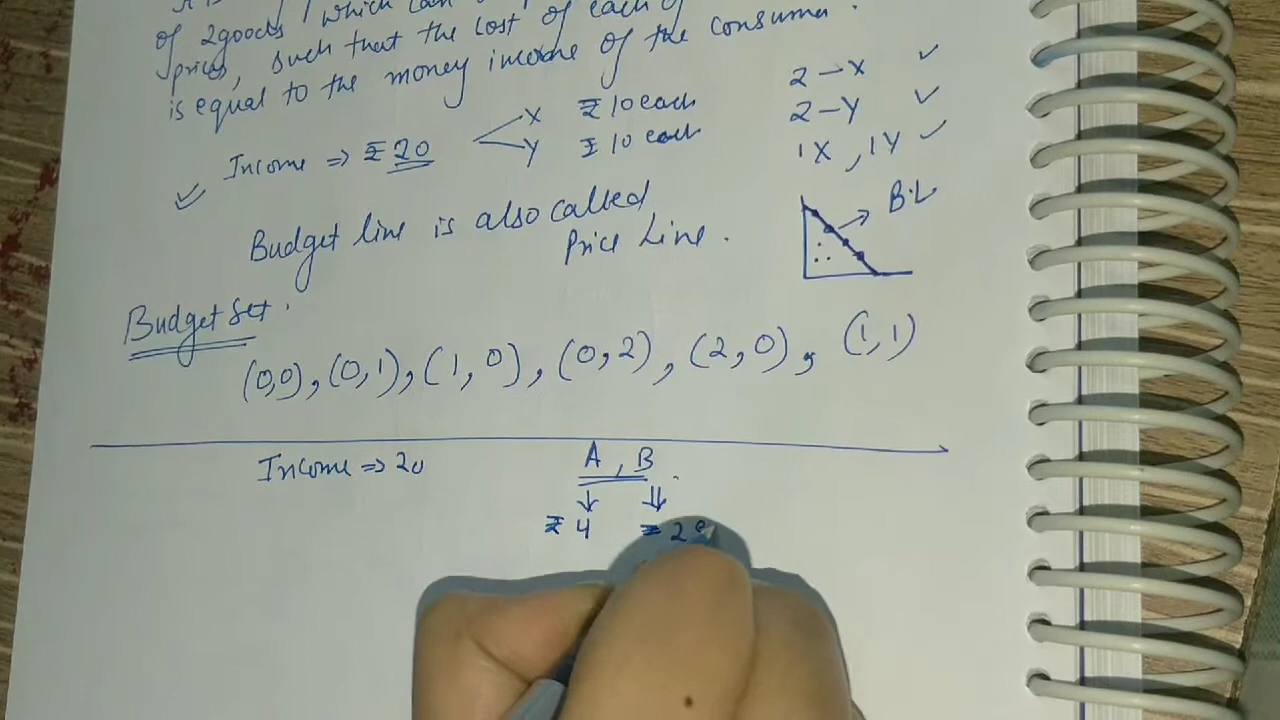 of 2goods, which can
prices, such that the cost of each of
is equal to the money income of the consumer.
Income => ₹20
X ₹10 each
Y ₹10 each
2-X ✓
2-Y ✓
1X, 1Y ✓
✓ Budget line is also called
Price Line.
B.L
Budget Set.
(0,0), (0,1), (1,0), (0,2), (2,0), (1,1)
Income => 20
A, B.
₹4 ₹2